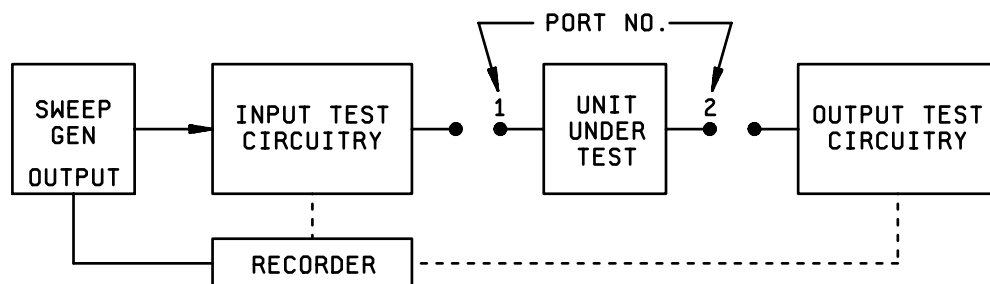 PORT NO.
SWEEP
GEN
OUTPUT
INPUT TEST
CIRCUITRY
1
UNIT
UNDER
TEST
2
OUTPUT TEST
CIRCUITRY
RECORDER